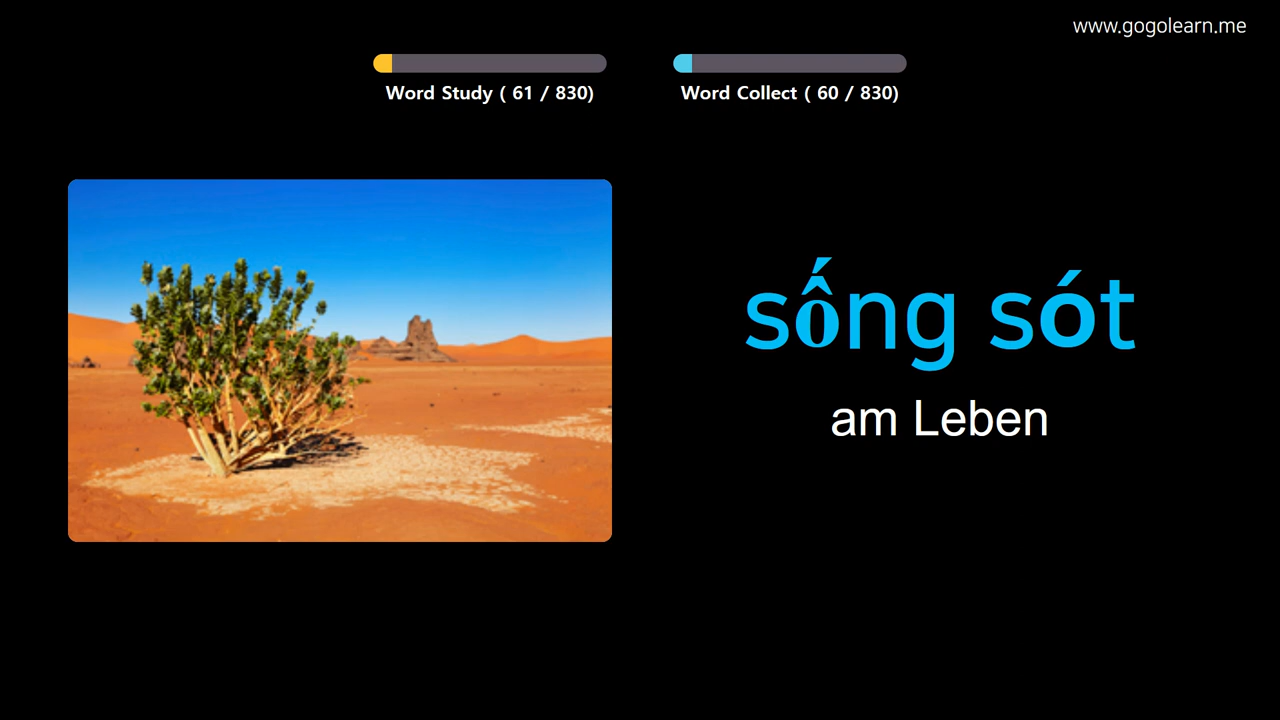 www.gogolearn.me
Word Study ( 61 / 830)
Word Collect ( 60 / 830)
sống sót
am Leben